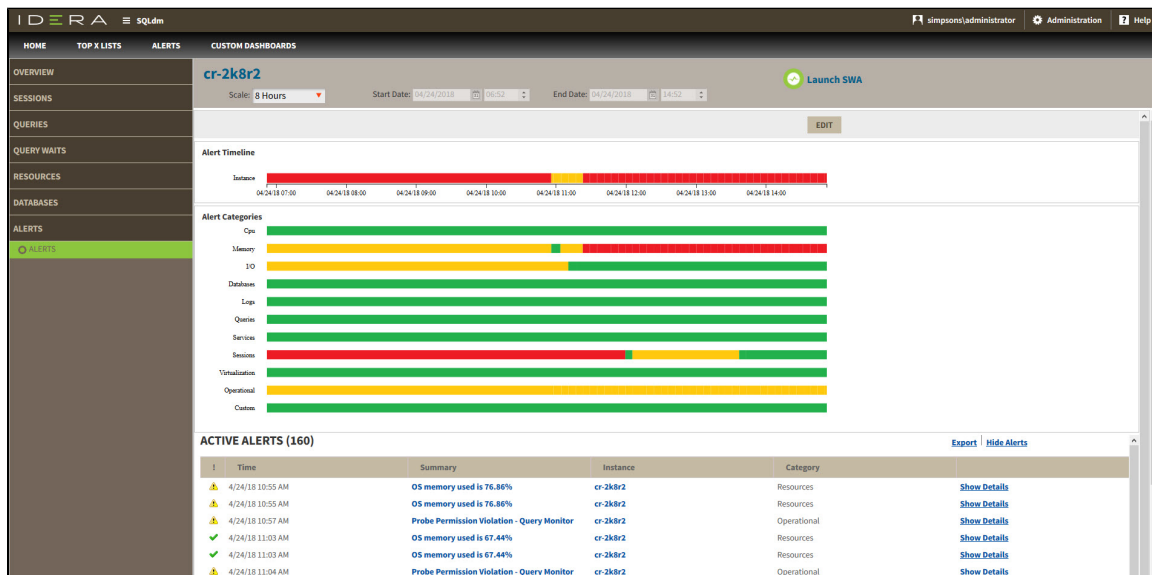 IDERA ≡ SQLdm simpsons\administrator Administration ? Help
HOME TOP X LISTS ALERTS CUSTOM DASHBOARDS
OVERVIEW
SESSIONS
QUERIES
QUERY WAITS
RESOURCES
DATABASES
ALERTS
ALERTS
cr-2k8r2
Launch SWA
Scale: 8 Hours Start Date: 04/24/2018 06:52 End Date: 04/24/2018 14:52
EDIT
Alert Timeline
Instance
04/24/18 07:00 04/24/18 08:00 04/24/18 09:00 04/24/18 10:00 04/24/18 11:00 04/24/18 12:00 04/24/18 13:00 04/24/18 14:00
Alert Categories
Cpu
Memory
I/O
Databases
Logs
Queries
Services
Sessions
Virtualization
Operational
Custom
ACTIVE ALERTS (160) Export Hide Alerts
! Time Summary Instance Category
4/24/18 10:55 AM OS memory used is 76.86% cr-2k8r2 Resources Show Details
4/24/18 10:55 AM OS memory used is 76.86% cr-2k8r2 Resources Show Details
4/24/18 10:57 AM Probe Permission Violation - Query Monitor cr-2k8r2 Operational Show Details
4/24/18 11:03 AM OS memory used is 67.44% cr-2k8r2 Resources Show Details
4/24/18 11:03 AM OS memory used is 67.44% cr-2k8r2 Resources Show Details
4/24/18 11:04 AM Probe Permission Violation - Query Monitor cr-2k8r2 Operational Show Details